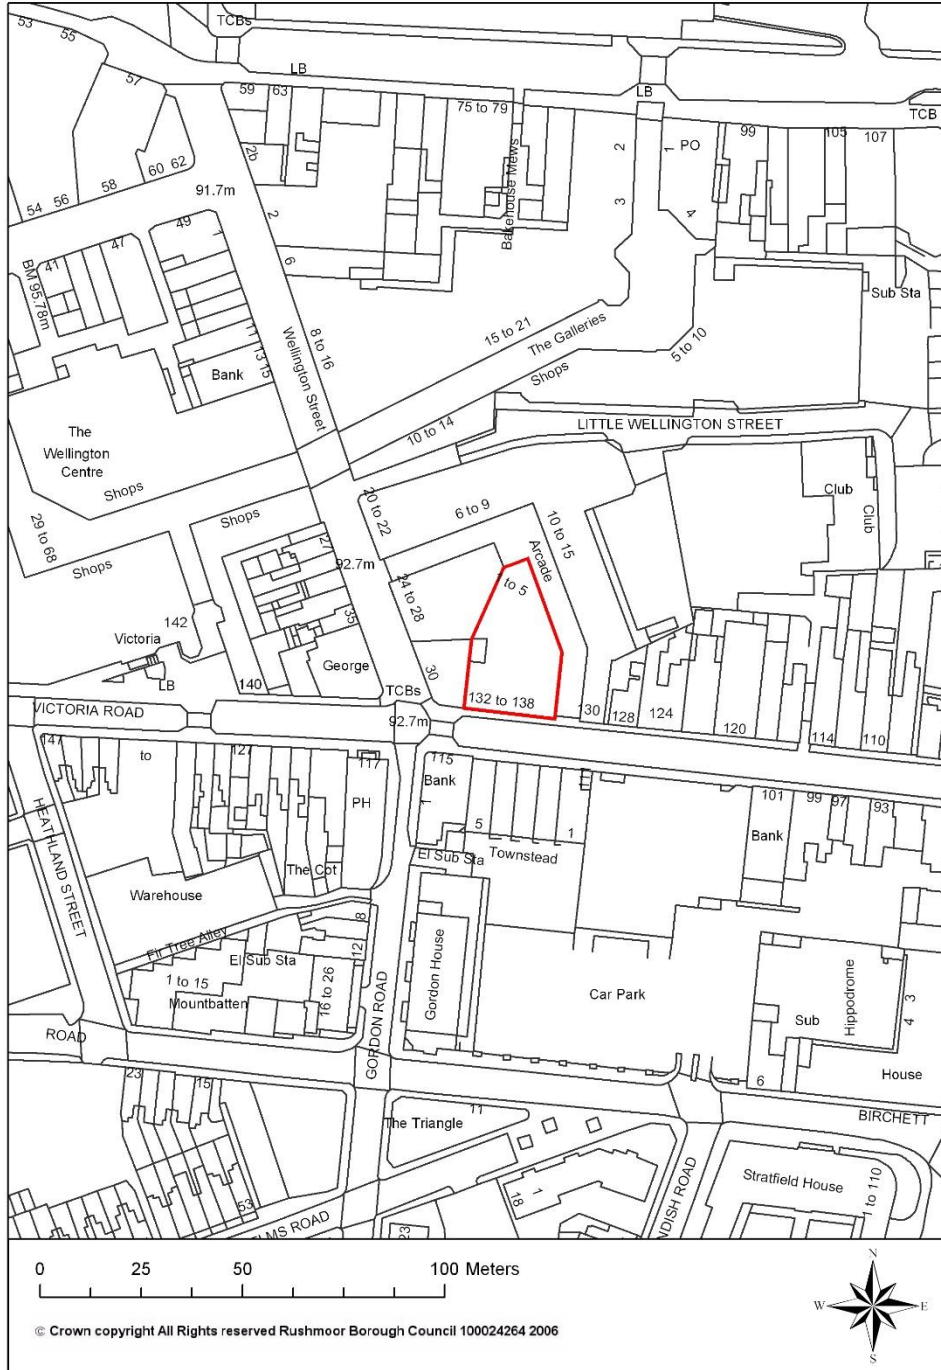 53
55
TCBs
57
LB
59
63
75 to 79
LB
TCB
2b
Bakehouse Mews
2
3
1
PO
4
99
105
107
60
62
58
56
54
91.7m
49
47
41
1
BM 95.78m
2
6
Sub Sta
15 to 21
The Galleries
5 to 10
Shops
8 to 16
Wellington Street
11
13
15
Bank
10 to 14
LITTLE WELLINGTON STREET
The
Wellington
Centre
Shops
Shops
29 to 68
Shops
20 to 22
6 to 9
10 to 15
Arcade
Club
Club
27
92.7m
24 to 28
1 to 5
35
142
Victoria
LB
140
George
30
TCBs
132 to 138
130
128
124
120
114
110
VICTORIA ROAD
92.7m
147
to
127
117
115
Bank
1
PH
5
1
El Sub Sta
Townstead
101
99
97
93
Bank
HEATHLAND STREET
The Cot
Warehouse
Fir Tree Alley
8
12
El Sub Sta
1 to 15
Mountbatten
16 to 26
Gordon House
GORDON ROAD
Car Park
Sub
Hippodrome
3
4
House
6
ROAD
23
15
11
The Triangle
BIRCHETT
Stratfield House
1 to 110
18
1
NDISH ROAD
53
ELMS ROAD
23
0 25 50 100 Meters
N
W E
S
© Crown copyright All Rights reserved Rushmoor Borough Council 100024264 2006